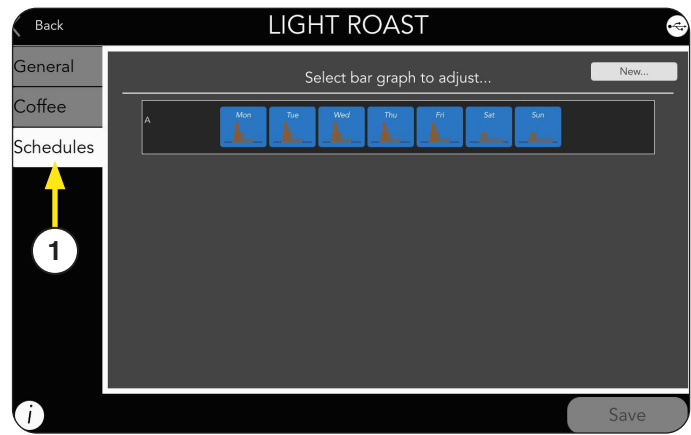 Back
LIGHT ROAST
General
Coffee
Schedules
Select bar graph to adjust...
New...
A
Mon Tue Wed Thu Fri Sat Sun
1
i
Save